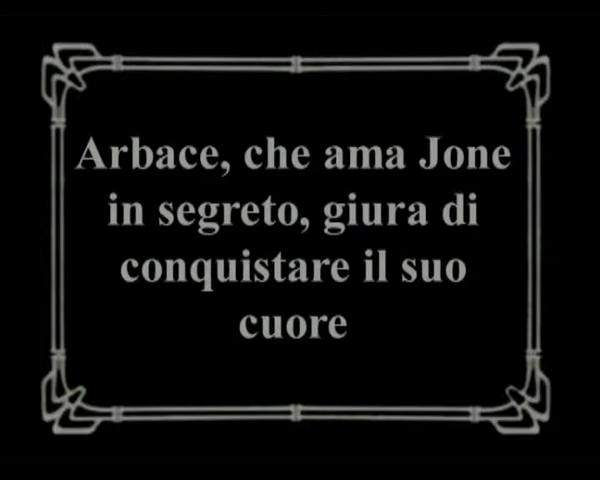 Arbace, che ama Jone
in segreto, giura di
conquistare il suo
cuore